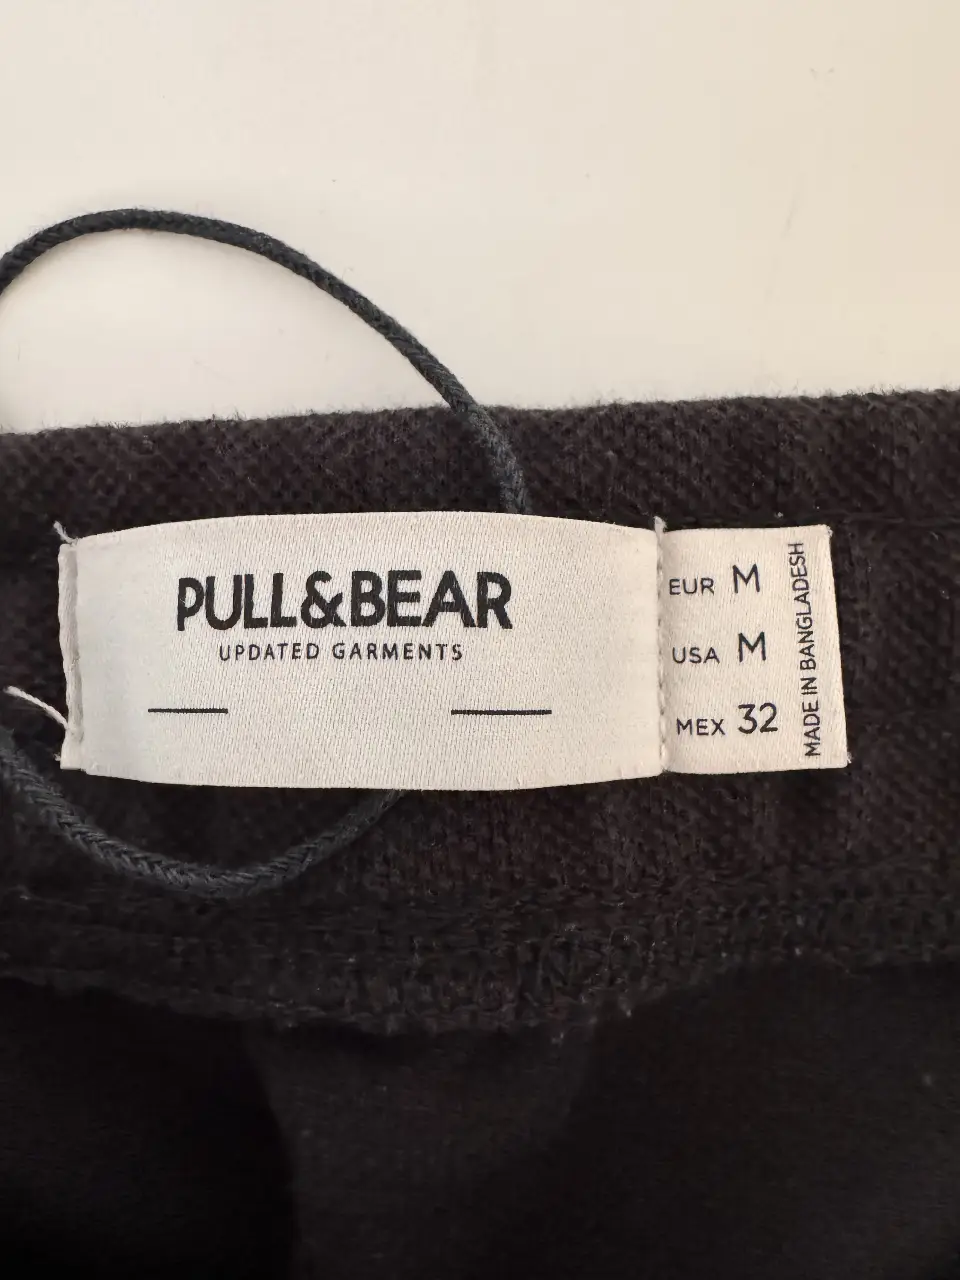 PULL&BEAR
UPDATED GARMENTS
EUR M
USA M
MEX 32
MADE IN BANGLADESH